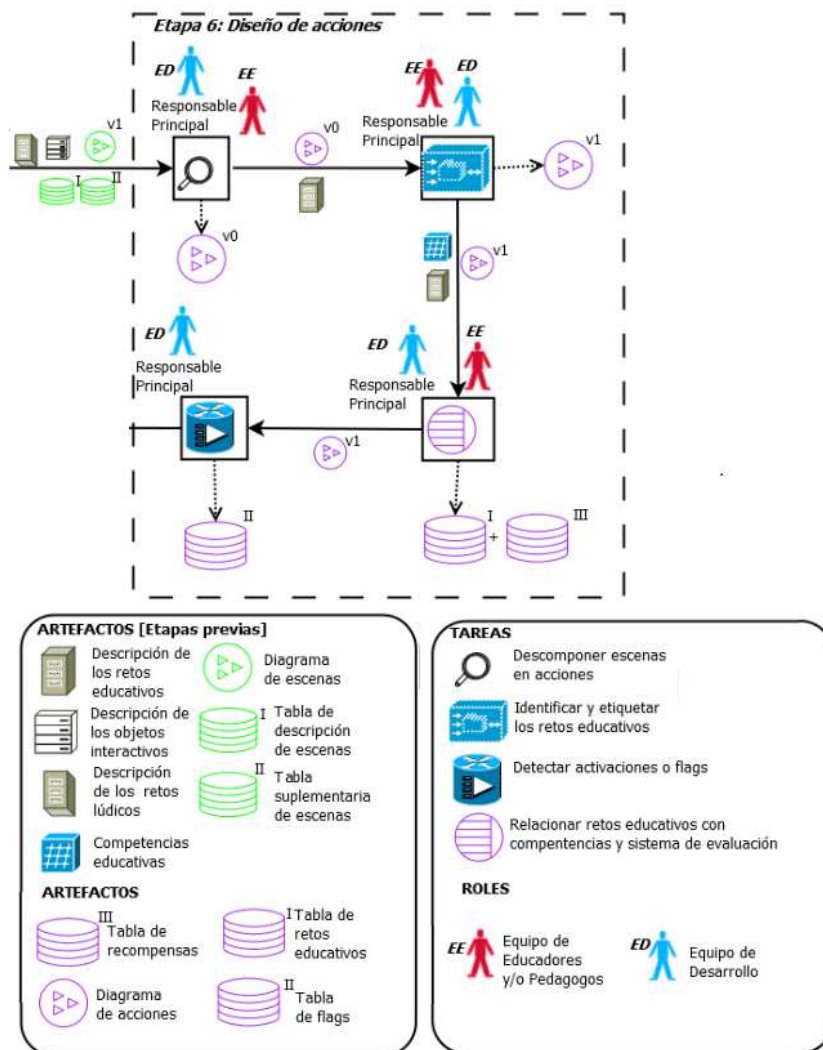 Etapa 6: Diseño de acciones
ED
EE
Responsable
Principal
EE
ED
Responsable
Principal
v1
I
II
v0
v1
v0
v1
ED
Responsable
Principal
ED
EE
Responsable
Principal
v1
II
I
+
III
ARTEFACTOS [Etapas previas]
Descripción de
los retos
educativos
Diagrama
de escenas
Descripción de
los objetos
interactivos
I
Tabla de
descripción
de escenas
Descripción
de los retos
lúdicos
II
Tabla
suplementaria
de escenas
Competencias
educativas
ARTEFACTOS
III
Tabla de
recompensas
I
Tabla de
retos
educativos
Diagrama
de acciones
II
Tabla
de flags
TAREAS
Descomponer escenas
en acciones
Identificar y etiquetar
los retos educativos
Detectar activaciones o flags
Relacionar retos educativos con
compentencias y sistema de evaluación
ROLES
EE
Equipo de
Educadores
y/o Pedagogos
ED
Equipo de
Desarrollo